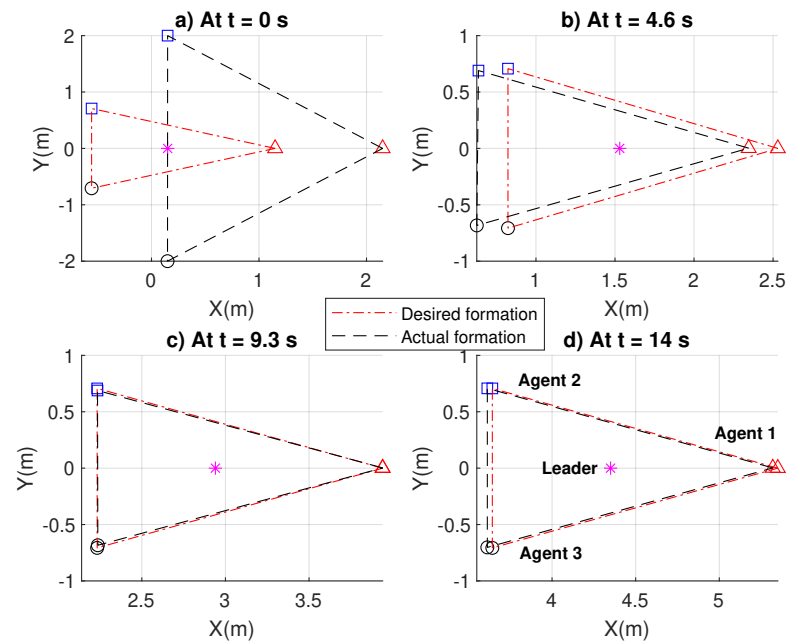 a) At t = 0 s
2
1
0
-1
-2
Y(m)
0
1
2
X(m)
b) At t = 4.6 s
1
0.5
0
-0.5
-1
Y(m)
1
1.5
2
2.5
X(m)
Desired formation
Actual formation
c) At t = 9.3 s
1
0.5
0
-0.5
-1
Y(m)
2.5
3
3.5
X(m)
d) At t = 14 s
1
0.5
0
-0.5
-1
Y(m)
Agent 2
Agent 1
Leader
Agent 3
4
4.5
5
X(m)